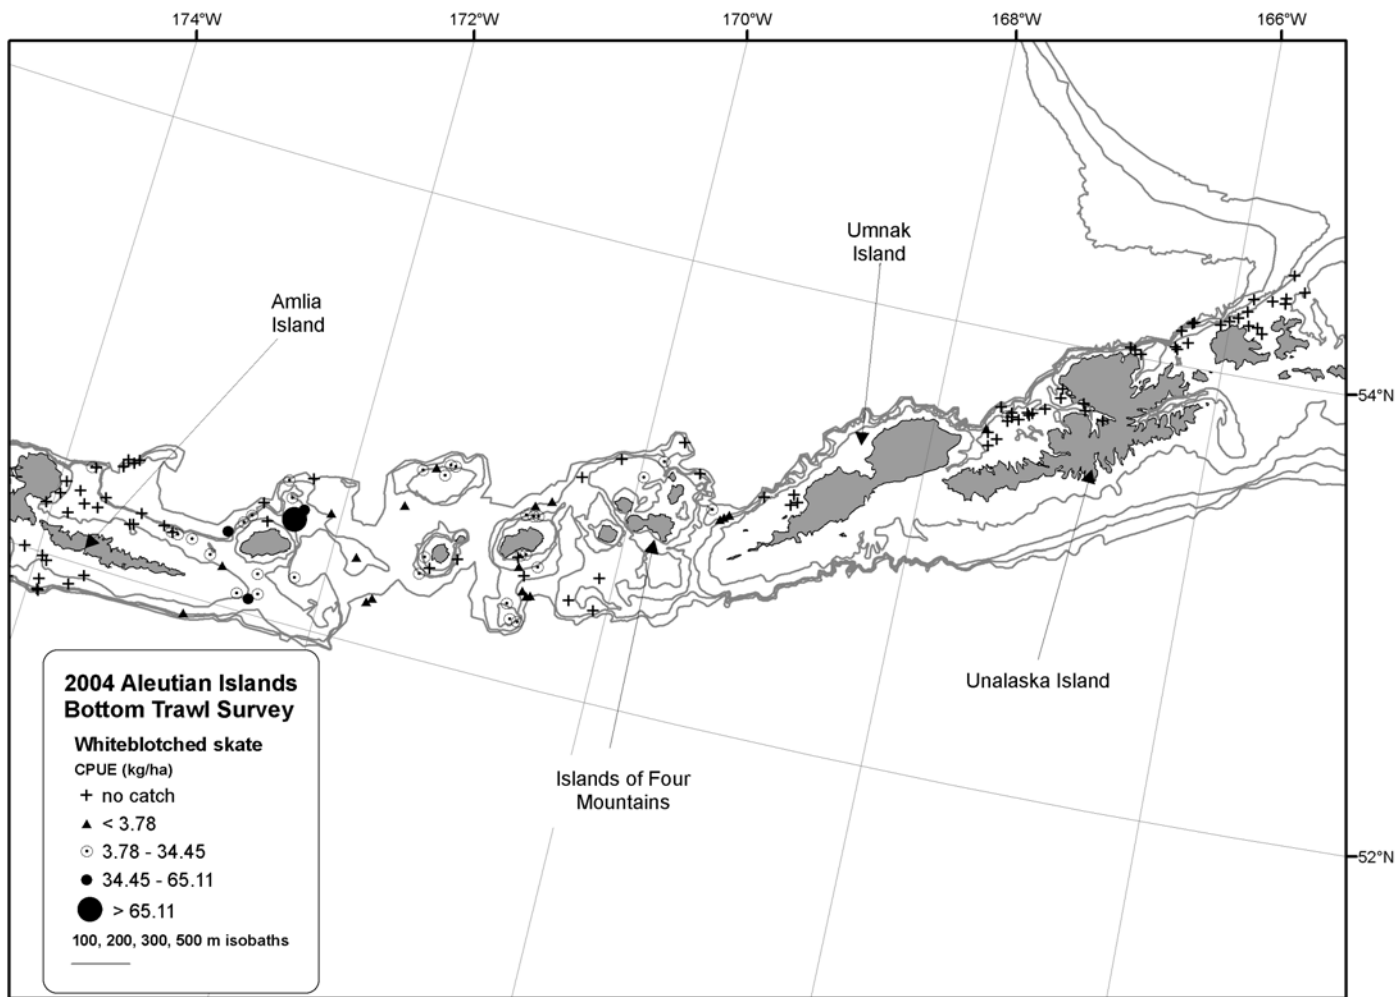 174°W
172°W
170°W
168°W
166°W
Umnak
Island
Amlia
Island
54°N
Unalaska Island
Islands of Four
Mountains
52°N
2004 Aleutian Islands
Bottom Trawl Survey
Whiteblotched skate
CPUE (kg/ha)
no catch
< 3.78
3.78 - 34.45
34.45 - 65.11
> 65.11
100, 200, 300, 500 m isobaths